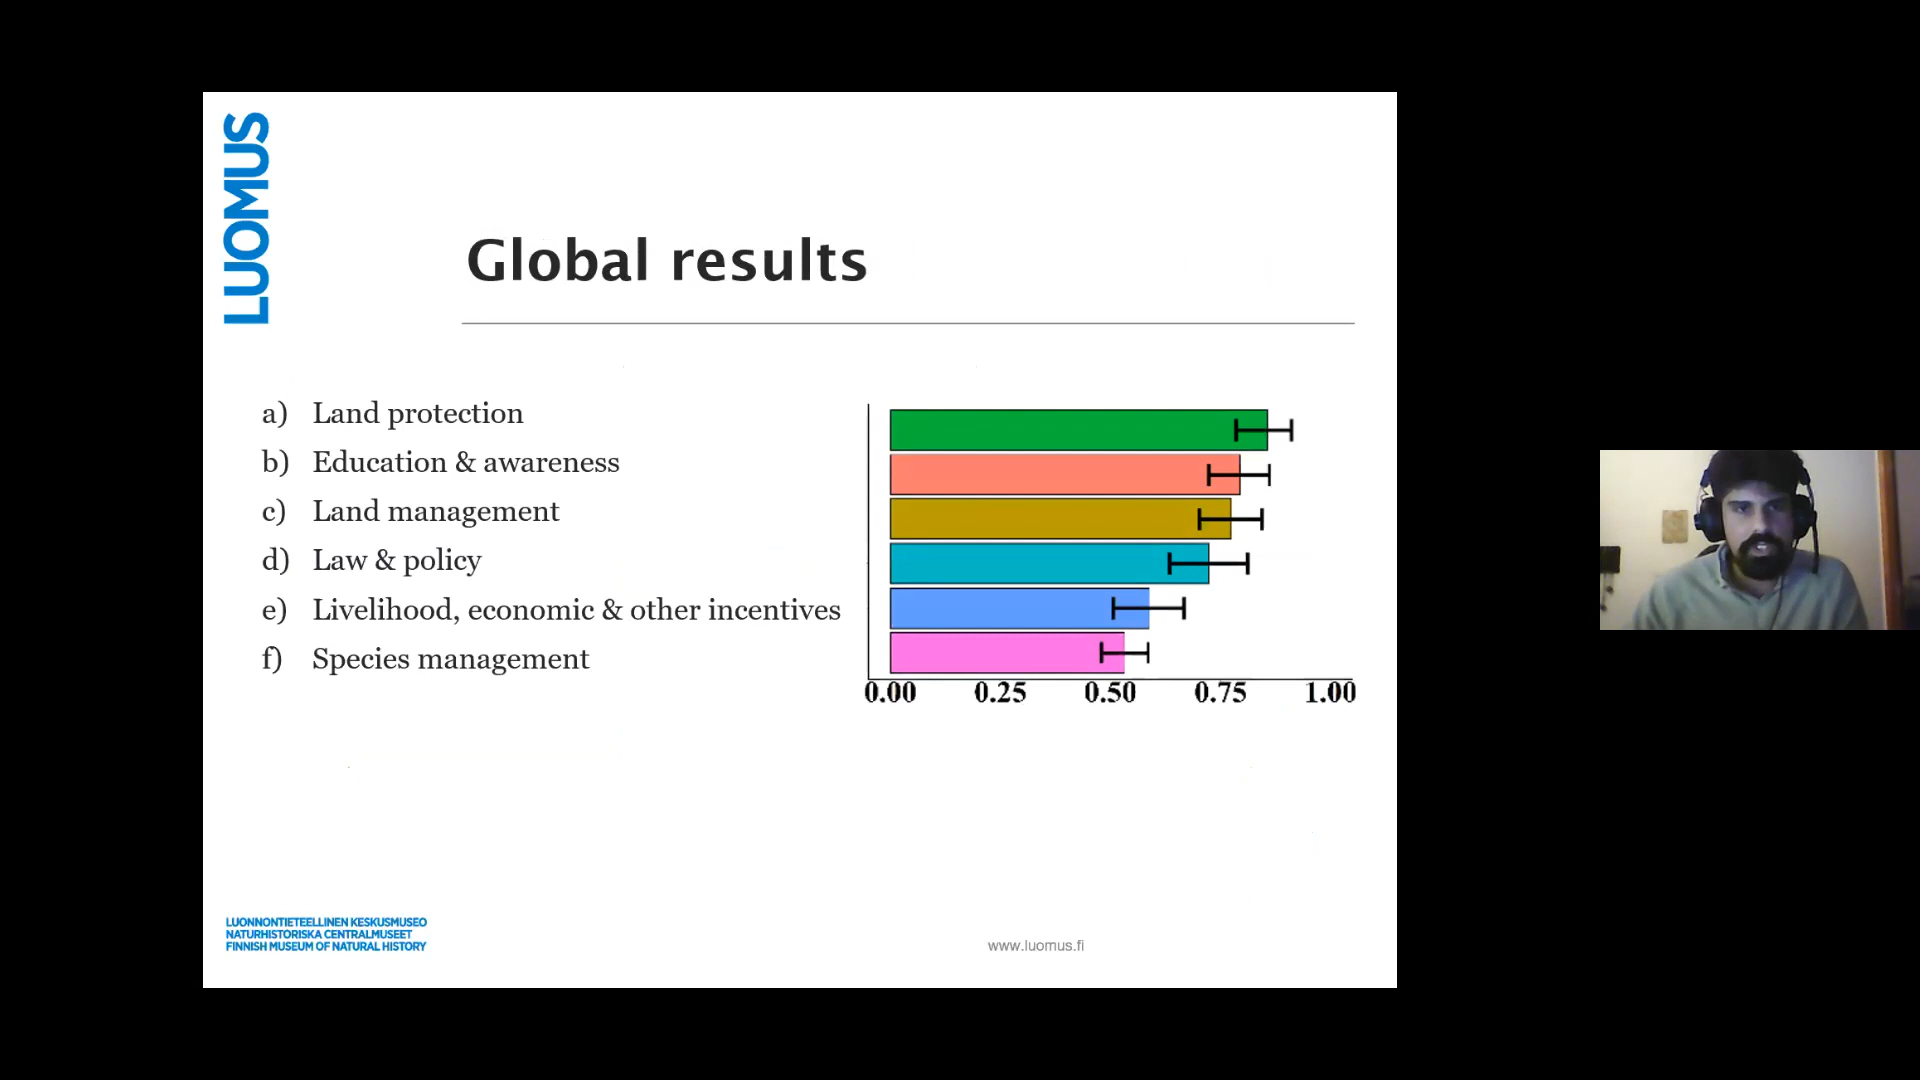 LUOMUS
Global results
a) Land protection
b) Education & awareness
c) Land management
d) Law & policy
e) Livelihood, economic & other incentives
f) Species management
0.00 0.25 0.50 0.75 1.00
LUONNONTIETEELLINEN KESKUSMUSEO
NATURHISTORISKA CENTRALMUSEET
FINNISH MUSEUM OF NATURAL HISTORY
www.luomus.fi